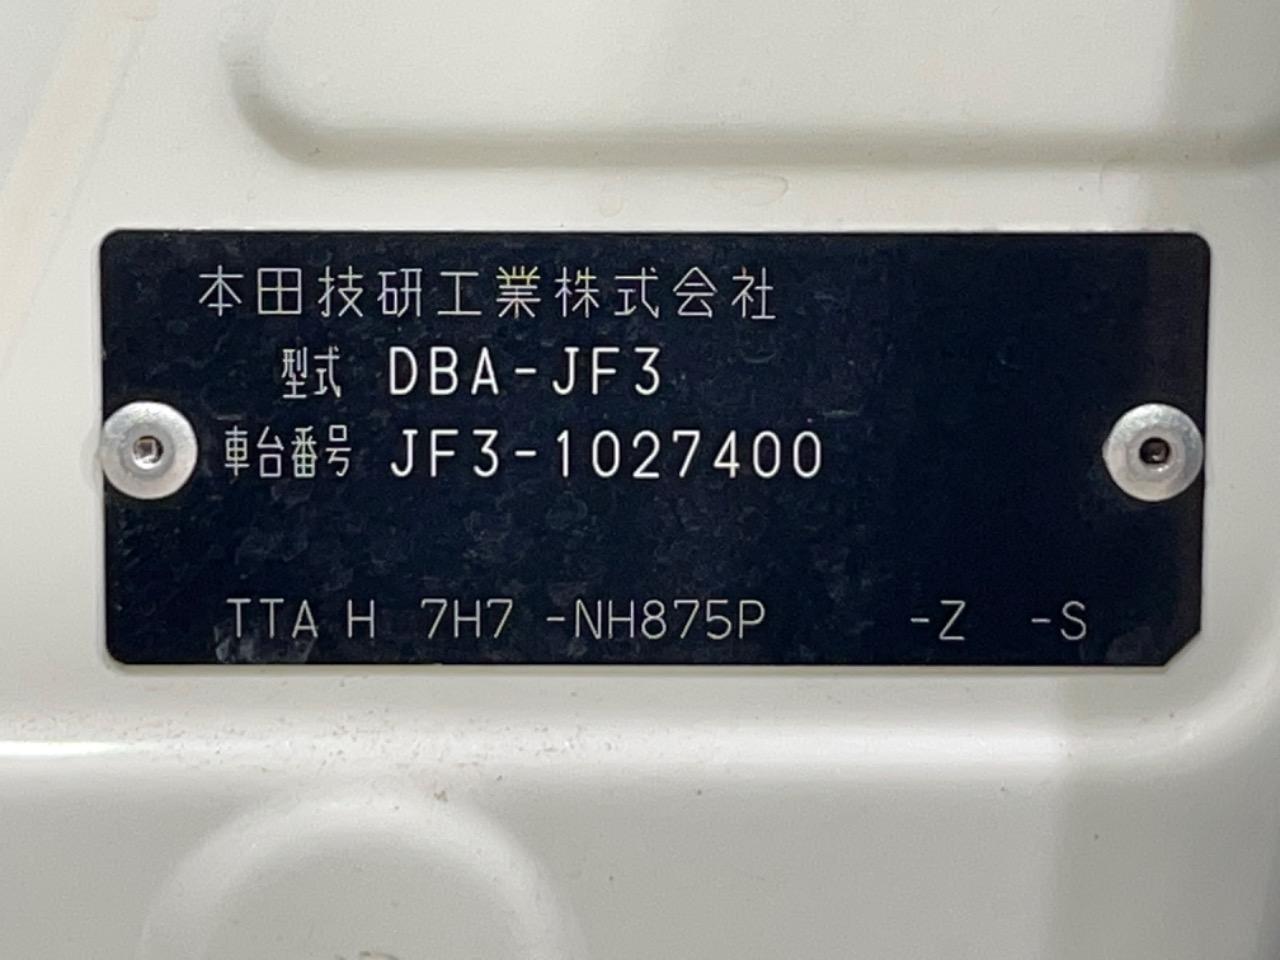 本田技研工業株式会社
型式 DBA-JF3
車台番号 JF3-1027400
TTA H 7H7 -NH875P -Z -S